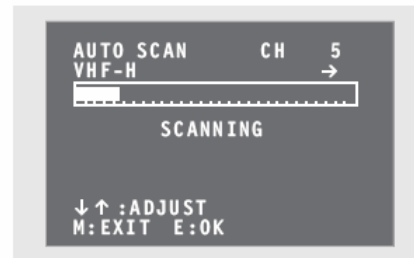 AUTO SCAN CH 5
VHF-H →
SCANNING
↓↑:ADJUST
M:EXIT E:OK